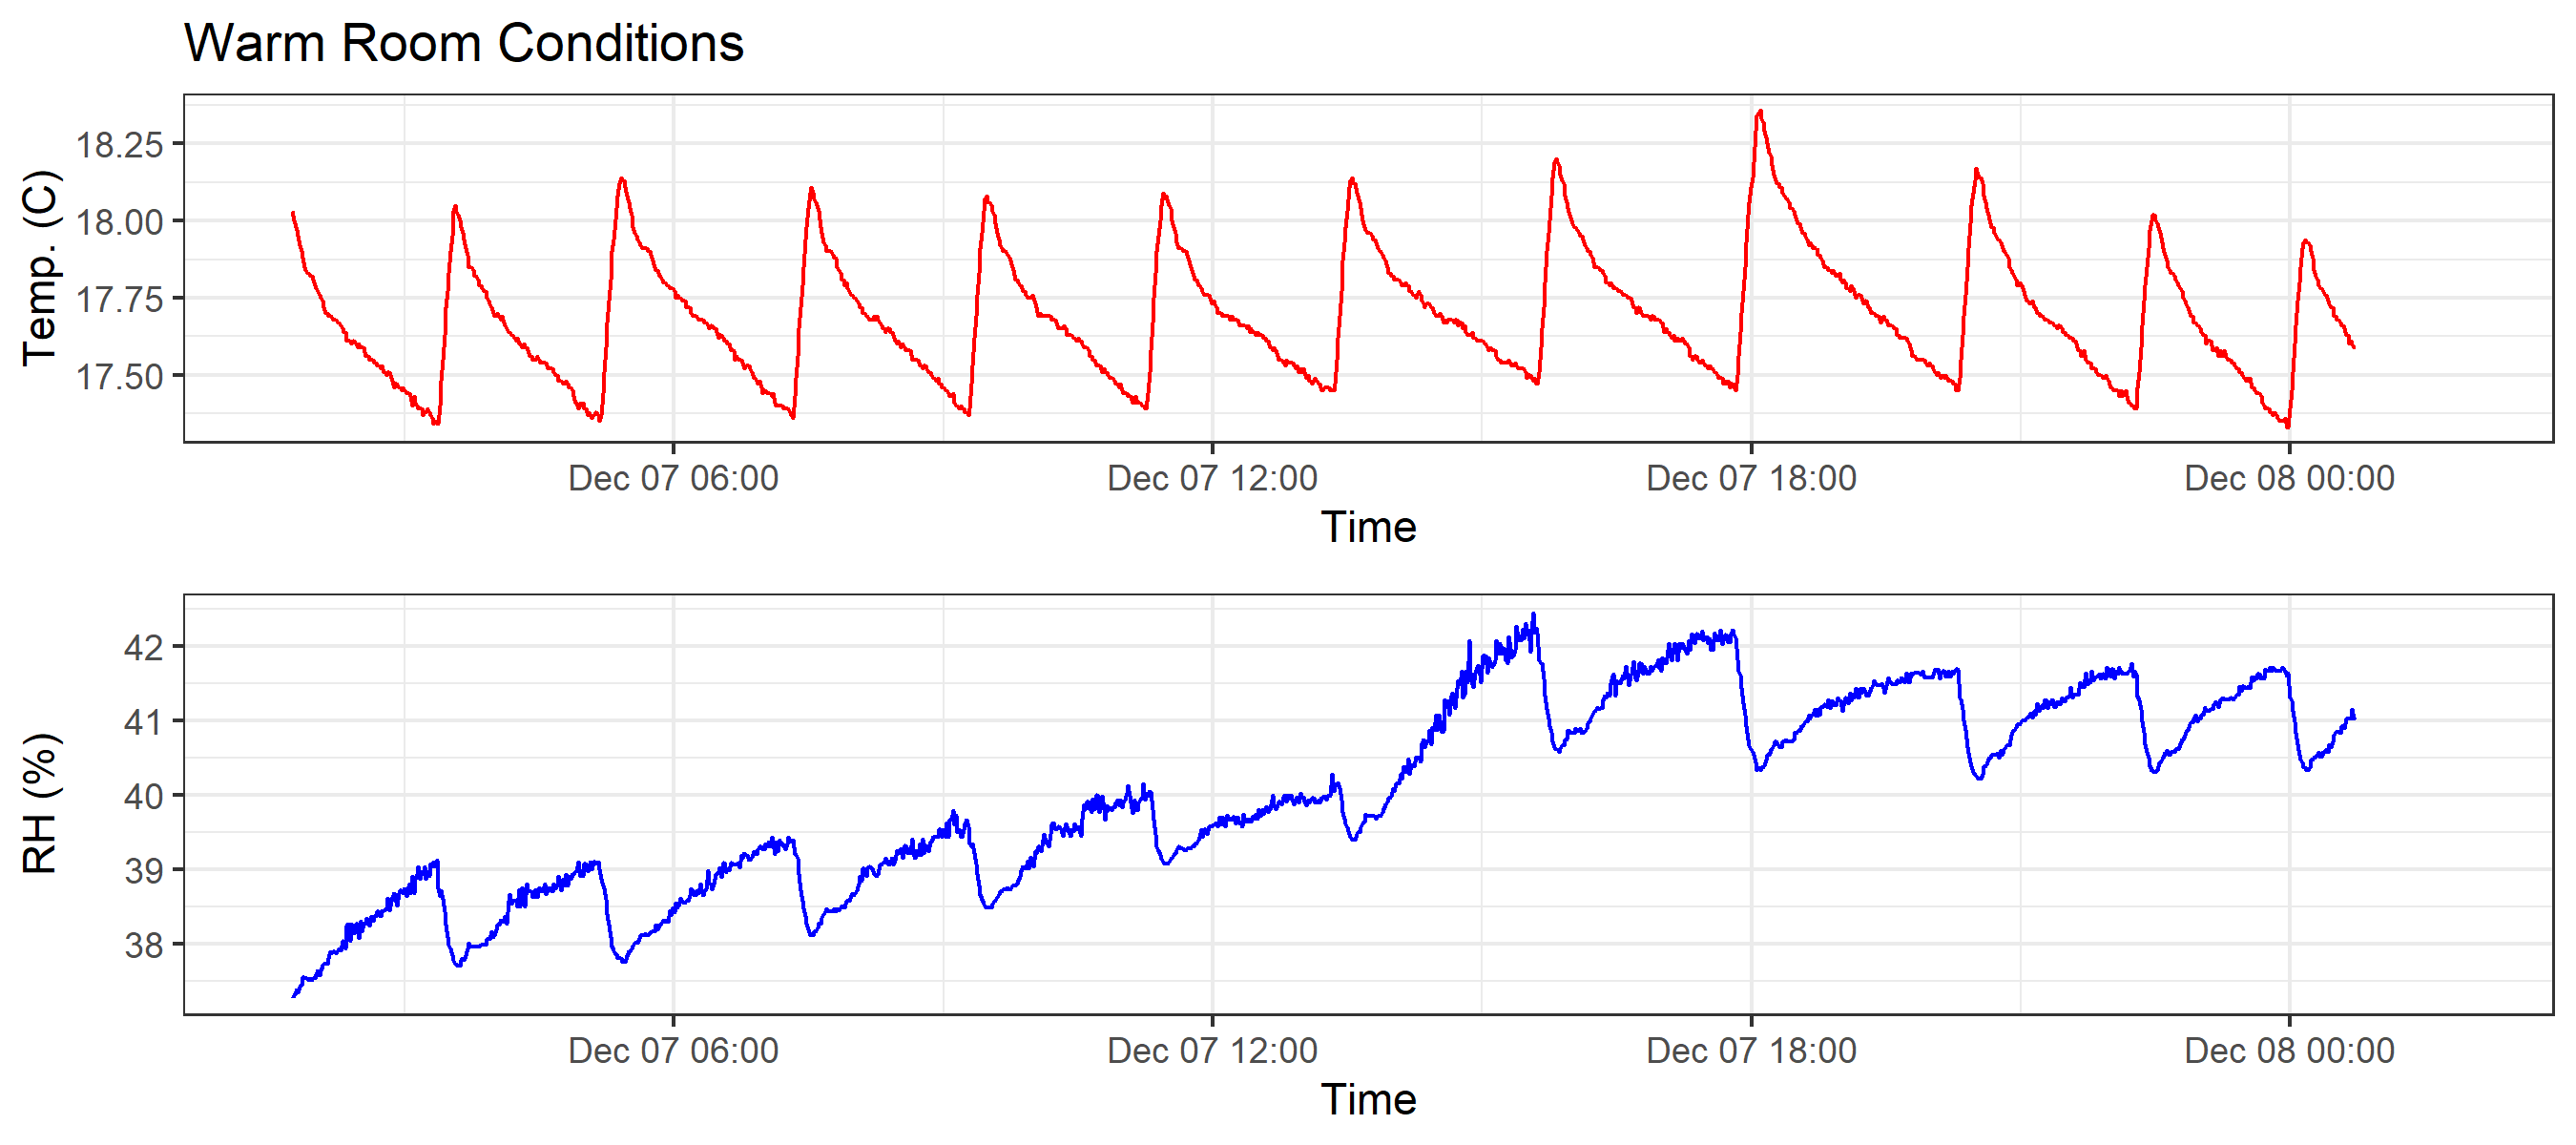 Warm Room Conditions
Temp. (C)
18.25
18.00
17.75
17.50
Dec 07 06:00 Dec 07 12:00 Dec 07 18:00 Dec 08 00:00
Time
RH (%)
42
41
40
39
38
Dec 07 06:00 Dec 07 12:00 Dec 07 18:00 Dec 08 00:00
Time